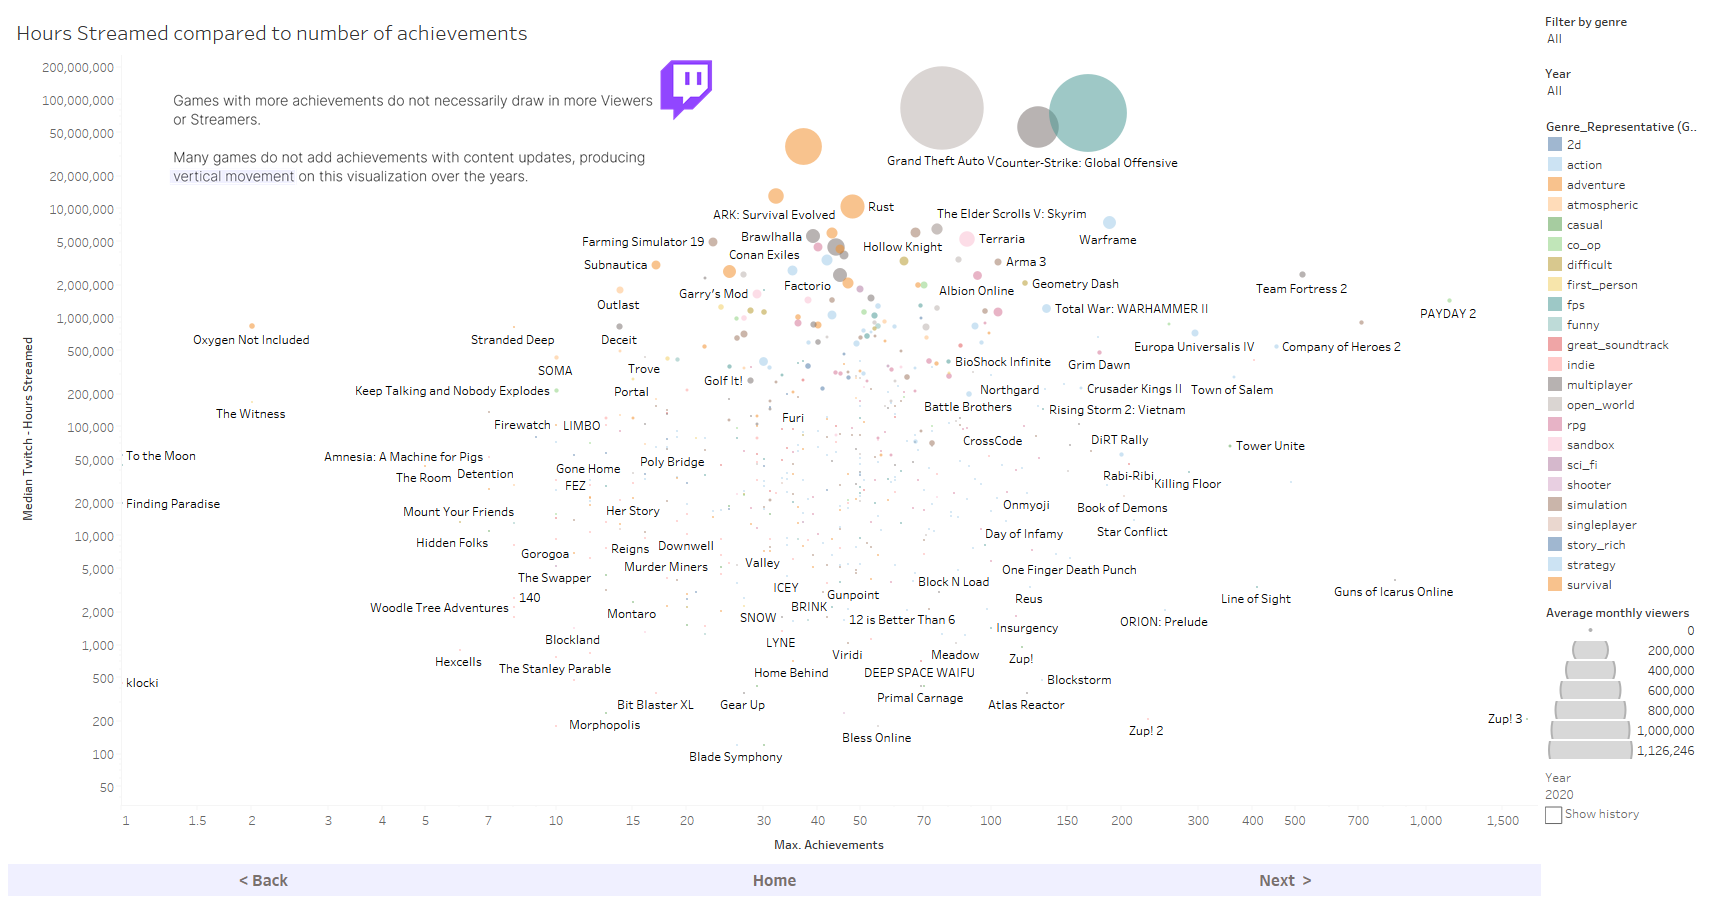 Hours Streamed compared to number of achievements
Filter by genre
All
Year
All
Games with more achievements do not necessarily draw in more Viewers
or Streamers.
Many games do not add achievements with content updates, producing
vertical movement on this visualization over the years.
Median Twitch - Hours Streamed
200,000,000
100,000,000
50,000,000
20,000,000
10,000,000
5,000,000
2,000,000
1,000,000
500,000
200,000
100,000
50,000
20,000
10,000
5,000
2,000
1,000
500
200
100
50
Grand Theft Auto V
Counter-Strike: Global Offensive
Rust
ARK: Survival Evolved
The Elder Scrolls V: Skyrim
Farming Simulator 19
Brawlhalla
Hollow Knight
Terraria
Warframe
Conan Exiles
Subnautica
Arma 3
Garry's Mod
Factorio
Albion Online
Geometry Dash
Team Fortress 2
Outlast
Total War: WARHAMMER II
PAYDAY 2
Oxygen Not Included
Stranded Deep
Deceit
Europa Universalis IV
Company of Heroes 2
SOMA
Trove
BioShock Infinite
Grim Dawn
Golf It!
Keep Talking and Nobody Explodes
Portal
Northgard
Crusader Kings II
Town of Salem
The Witness
Furi
Battle Brothers
Rising Storm 2: Vietnam
Firewatch
LIMBO
CrossCode
DiRT Rally
Tower Unite
To the Moon
Amnesia: A Machine for Pigs
Poly Bridge
The Room
Detention
Gone Home
FEZ
Rabi-Ribi
Killing Floor
Finding Paradise
Mount Your Friends
Her Story
Onmyoji
Book of Demons
Hidden Folks
Day of Infamy
Star Conflict
Gorogoa
Reigns
Downwell
Murder Miners
Valley
One Finger Death Punch
The Swapper
ICEY
Block N Load
140
Gunpoint
Reus
Line of Sight
Guns of Icarus Online
Woodle Tree Adventures
Montaro
SNOW
BRINK
12 is Better Than 6
Insurgency
ORION: Prelude
Blockland
LYNE
Hexcells
The Stanley Parable
Viridi
Meadow
Zup!
Home Behind
DEEP SPACE WAIFU
Blockstorm
klocki
Bit Blaster XL
Gear Up
Primal Carnage
Atlas Reactor
Morphopolis
Bless Online
Zup! 2
Zup! 3
Blade Symphony
1
1.5
2
3
4
5
7
10
15
20
30
40
50
70
100
150
200
300
400
500
700
1,000
1,500
Max. Achievements
Genre_Representative (G..
2d
action
adventure
atmospheric
casual
co_op
difficult
first_person
fps
funny
great_soundtrack
indie
multiplayer
open_world
rpg
sandbox
sci_fi
shooter
simulation
singleplayer
story_rich
strategy
survival
Average monthly viewers
0
200,000
400,000
600,000
800,000
1,000,000
1,126,246
Year
2020
Show history
< Back
Home
Next >